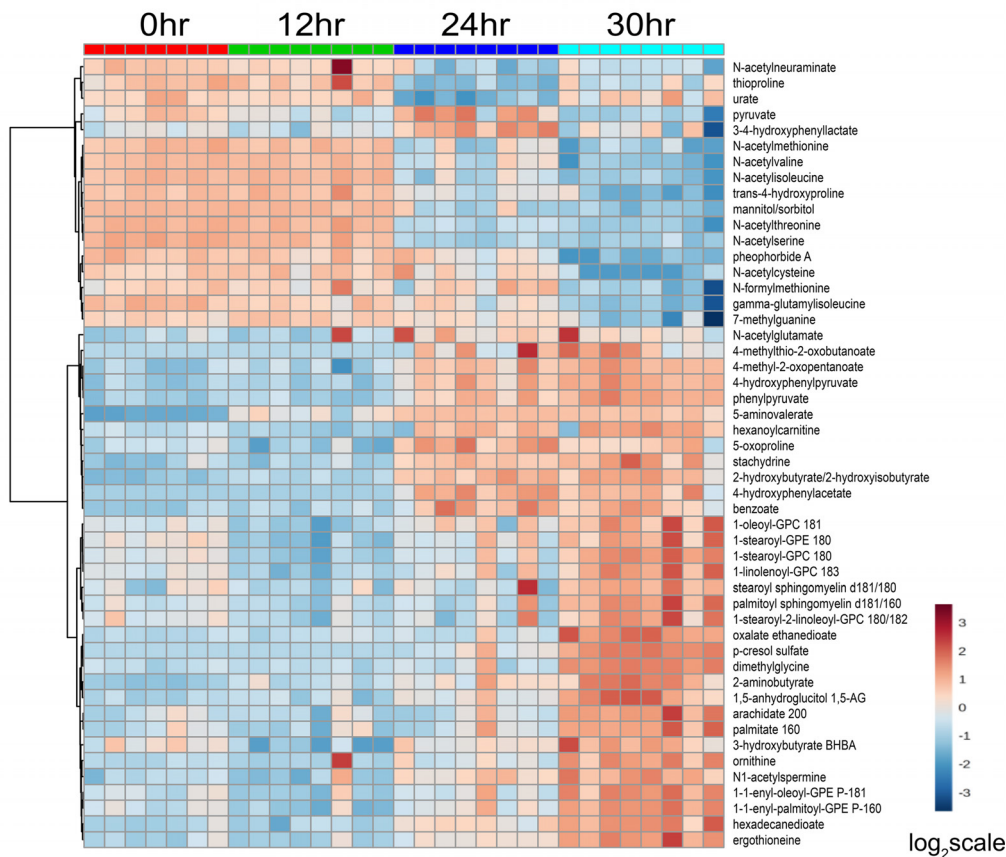 0hr 12hr 24hr 30hr
N-acetylneuraminate
thioproline
urate
pyruvate
3-4-hydroxyphenyllactate
N-acetylmethionine
N-acetylvaline
N-acetylisoleucine
trans-4-hydroxyproline
mannitol/sorbitol
N-acetylthreonine
N-acetylserine
pheophorbide A
N-acetylcysteine
N-formylmethionine
gamma-glutamylisoleucine
7-methylguanine
N-acetylglutamate
4-methylthio-2-oxobutanoate
4-methyl-2-oxopentanoate
4-hydroxyphenylpyruvate
phenylpyruvate
5-aminovalerate
hexanoylcarnitine
5-oxoproline
stachydrine
2-hydroxybutyrate/2-hydroxyisobutyrate
4-hydroxyphenylacetate
benzoate
1-oleoyl-GPC 181
1-stearoyl-GPE 180
1-stearoyl-GPC 180
1-linolenoyl-GPC 183
stearoyl sphingomyelin d181/180
palmitoyl sphingomyelin d181/160
1-stearoyl-2-linoleoyl-GPC 180/182
oxalate ethanedioate
p-cresol sulfate
dimethylglycine
2-aminobutyrate
1,5-anhydroglucitol 1,5-AG
arachidate 200
palmitate 160
3-hydroxybutyrate BHBA
ornithine
N1-acetylspermine
1-1-enyl-oleoyl-GPE P-181
1-1-enyl-palmitoyl-GPE P-160
hexadecanedioate
ergothioneine
3
2
1
0
-1
-2
-3
log2scale